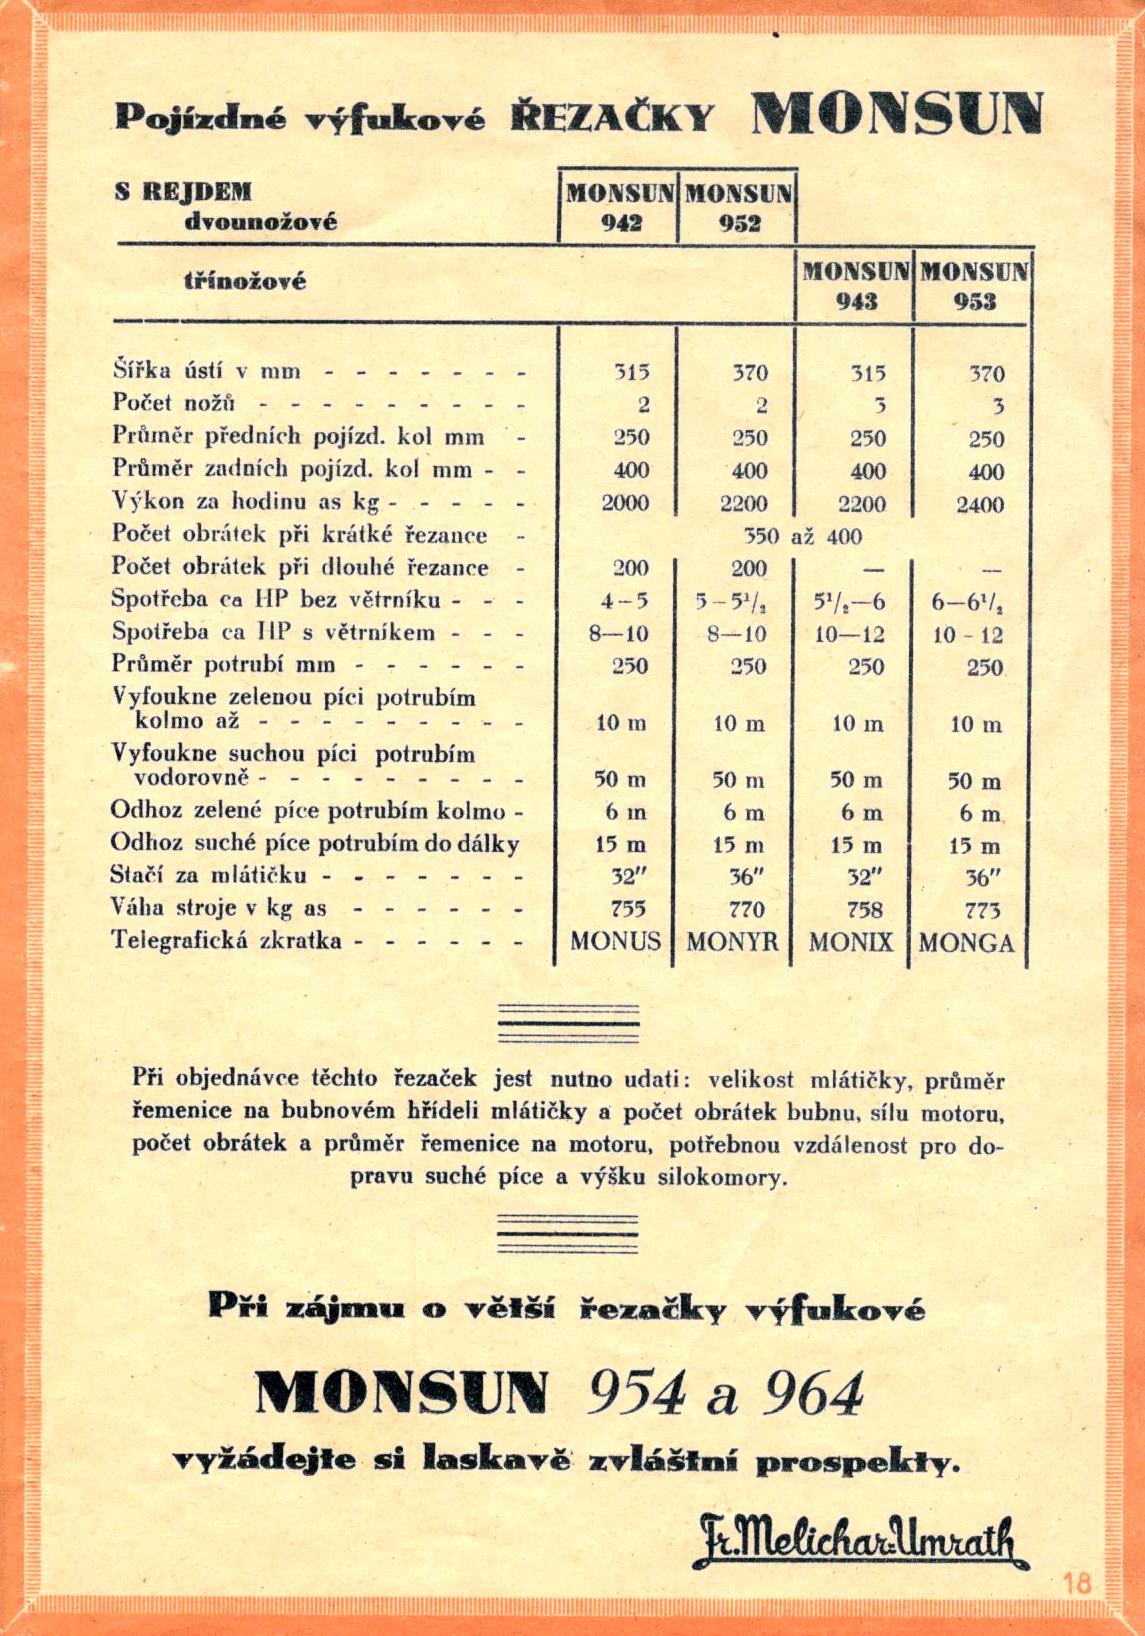 Pojízdné výfukové ŘEZAČKY MONSUN
S REJDEM
dvounožové
MONSUN 942 MONSUN 952
třínožové
MONSUN 943 MONSUN 953
Šířka ústí v mm - - - - - - - 315 370 315 370
Počet nožů - - - - - - - - - 2 2 3 3
Průměr předních pojízd. kol mm - 250 250 250 250
Průměr zadních pojízd. kol mm - - 400 400 400 400
Výkon za hodinu as kg - - - - - 2000 2200 2200 2400
Počet obrátek při krátké řezance - 350 až 400
Počet obrátek při dlouhé řezance - 200 200 — —
Spotřeba ca HP bez větrníku - - - 4-5 5-5½ 5½—6 6—6½
Spotřeba ca HP s větrníkem - - - 8—10 8—10 10—12 10-12
Průměr potrubí mm - - - - - - 250 250 250 250
Vyfoukne zelenou píci potrubím
kolmo až - - - - - - - - - 10 m 10 m 10 m 10 m
Vyfoukne suchou píci potrubím
vodorovně - - - - - - - - - 50 m 50 m 50 m 50 m
Odhoz zelené píce potrubím kolmo - 6 m 6 m 6 m 6 m
Odhoz suché píce potrubím do dálky 15 m 15 m 15 m 15 m
Stačí za mlátičku - - - - - - - 32" 36" 32" 36"
Váha stroje v kg as - - - - - - 755 770 758 773
Telegrafická zkratka - - - - - - MONUS MONYR MONIX MONGA
Při objednávce těchto řezaček jest nutno udati: velikost mlátičky, průměr
řemenice na bubnovém hřídeli mlátičky a počet obrátek bubnu, sílu motoru,
počet obrátek a průměr řemenice na motoru, potřebnou vzdálenost pro do-
pravu suché píce a výšku silokomory.
Při zájmu o větší řezačky výfukové
MONSUN 954 a 964
vyžádejte si laskavě zvláštní prospekty.
Fr. Melichar-Umrath
18